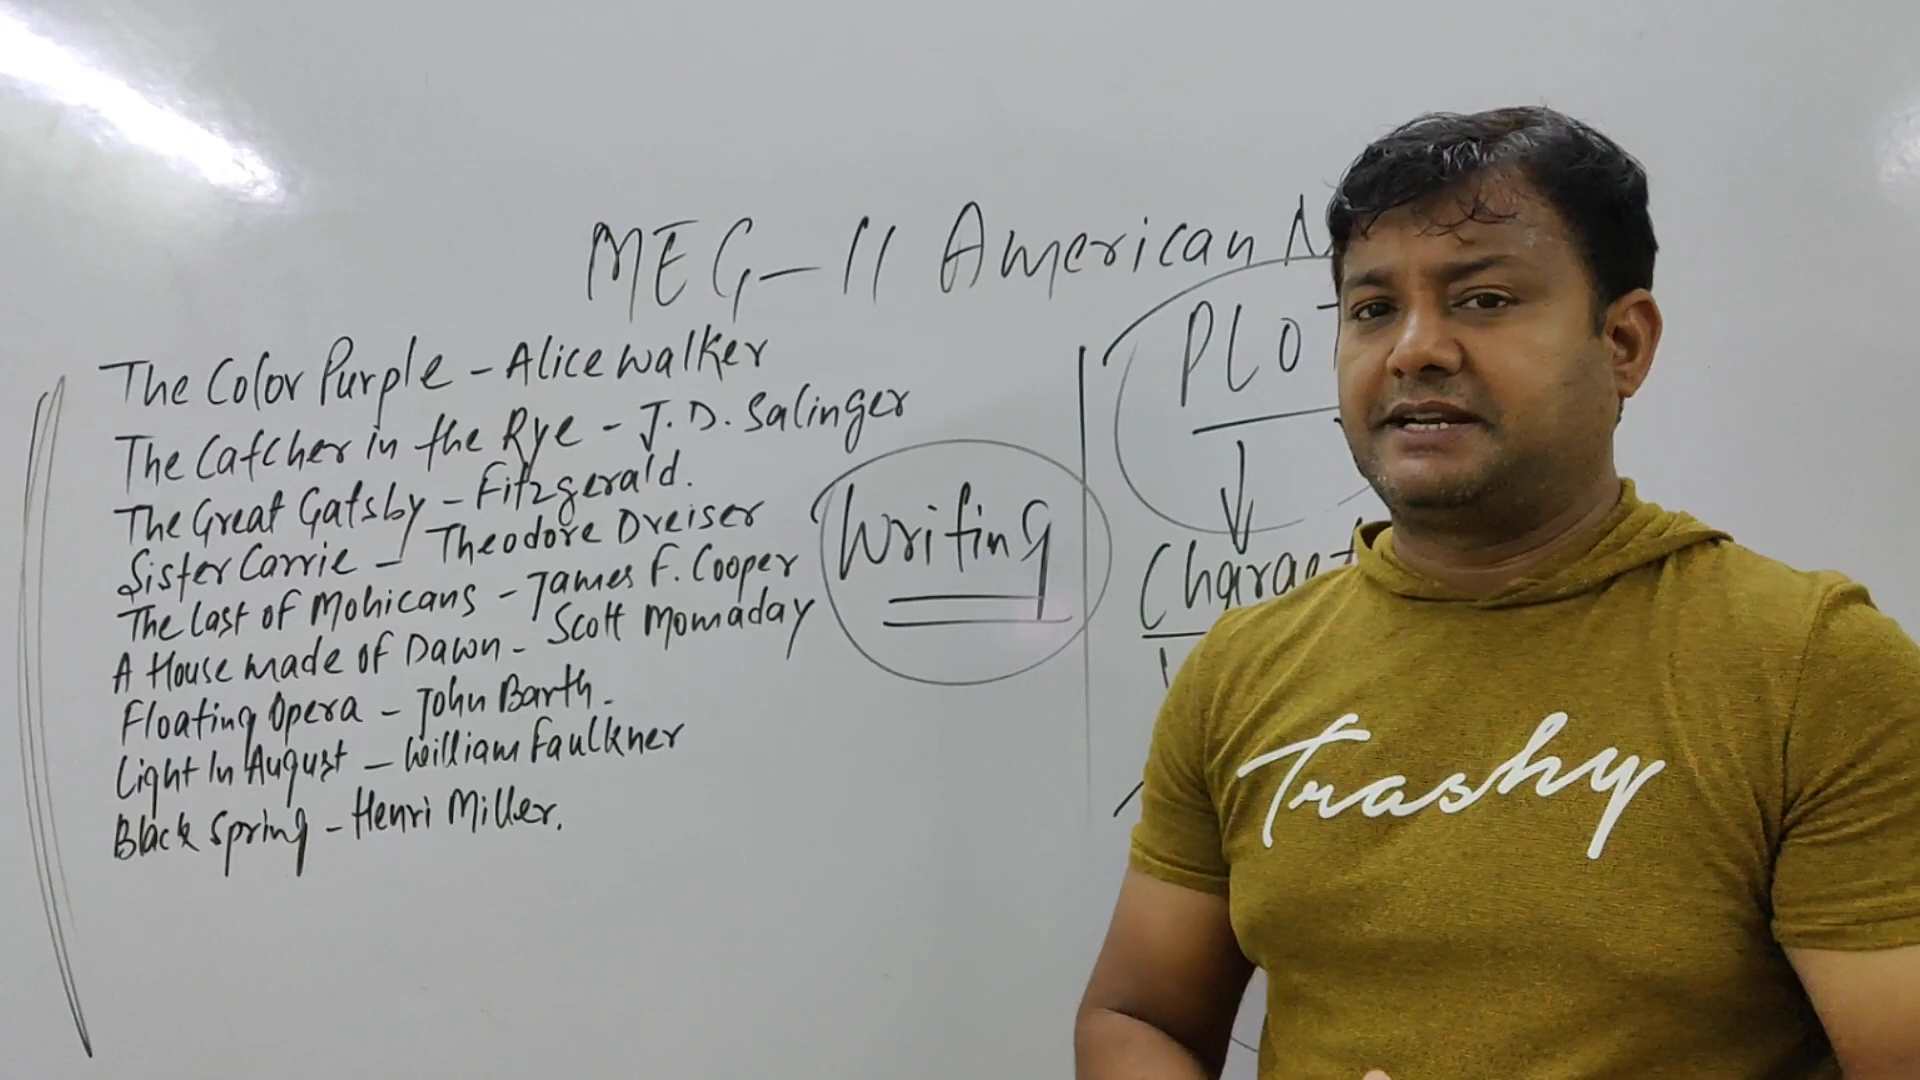 MEG-11 American N
The Color Purple - Alice Walker
The Catcher in the Rye - J. D. Salinger
The Great Gatsby - Fitzgerald.
Sister Carrie - Theodore Dreiser
The Last of Mohicans - James F. Cooper
A House made of Dawn - Scott Momaday
Floating Opera - John Barth.
Light In August - William Faulkner
Black Spring - Henri Miller.
Writing
PLOT
Charact
Trashy